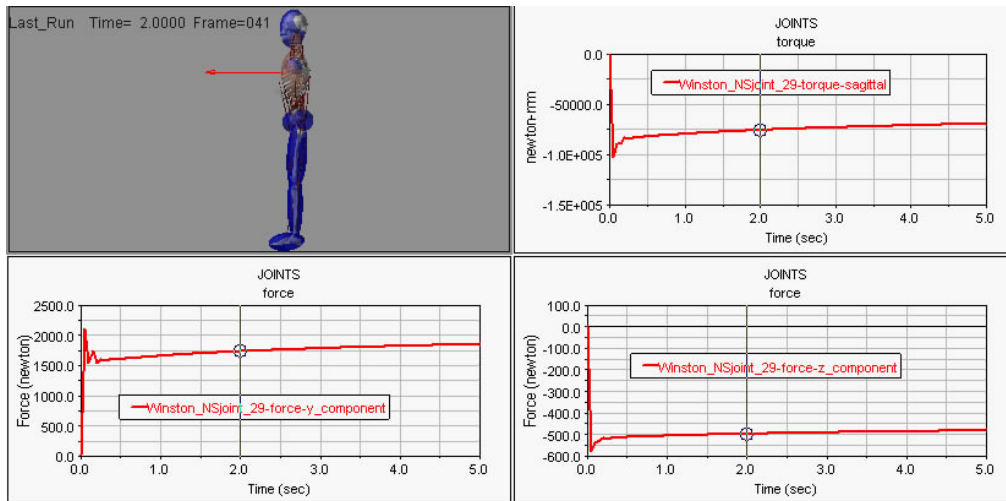 Last_Run Time= 2.0000 Frame=041
JOINTS
torque
0.0
-50000.0
-1.0E+005
-1.5E+005
newton-mm
Winston_NSjoint_29-torque-sagittal
0.0 1.0 2.0 3.0 4.0 5.0
Time (sec)
JOINTS
force
2500.0
2000.0
1500.0
1000.0
500.0
0.0
Force (newton)
Winston_NSjoint_29-force-y_component
0.0 1.0 2.0 3.0 4.0 5.0
Time (sec)
JOINTS
force
100.0
0.0
-100.0
-200.0
-300.0
-400.0
-500.0
-600.0
Force (newton)
Winston_NSjoint_29-force-z_component
0.0 1.0 2.0 3.0 4.0 5.0
Time (sec)